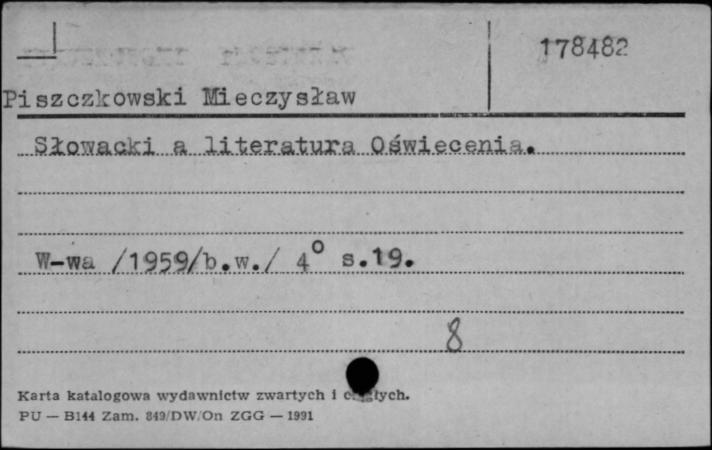 178482
Piszczkowski Mieczysław
Słowacki a literatura Oświecenia.
W-wa /1959/b.w./ 4° s.19.
8
Karta katalogowa wydawnictw zwartych i
PU — B144 Zam. 849/DW/On ZGG — 1991